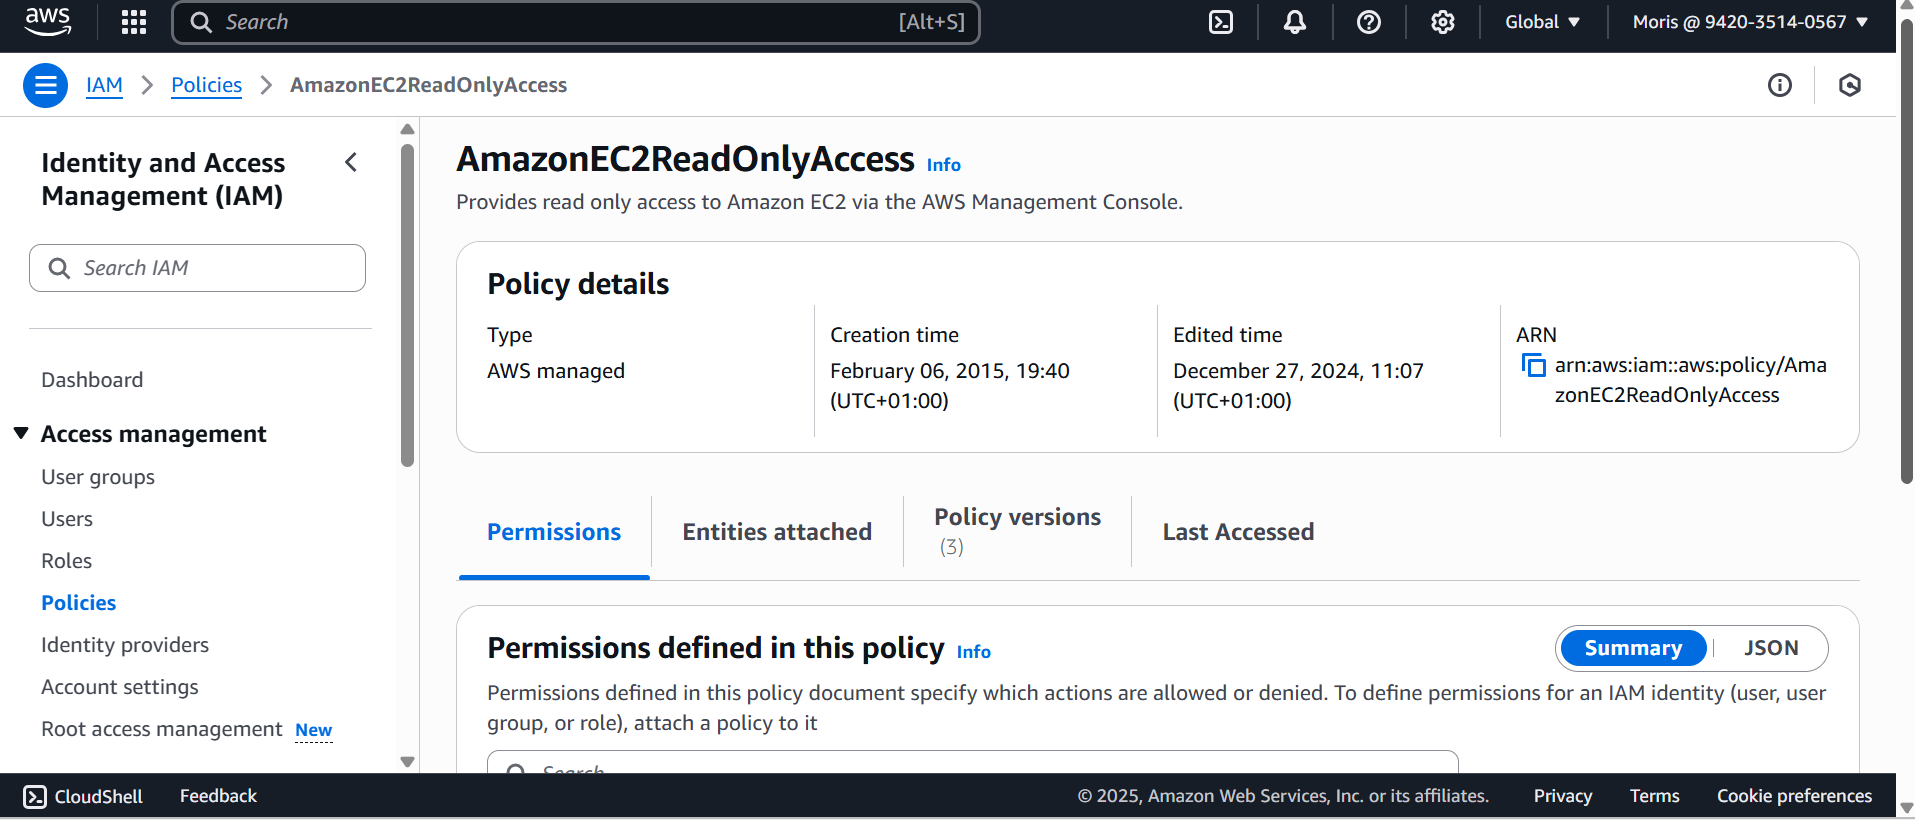 aws
Search
[Alt+S]
Global
Moris @ 9420-3514-0567
IAM
Policies
AmazonEC2ReadOnlyAccess
Identity and Access
Management (IAM)
Search IAM
Dashboard
Access management
User groups
Users
Roles
Policies
Identity providers
Account settings
Root access management New
AmazonEC2ReadOnlyAccess Info
Provides read only access to Amazon EC2 via the AWS Management Console.
Policy details
Type
AWS managed
Creation time
February 06, 2015, 19:40
(UTC+01:00)
Edited time
December 27, 2024, 11:07
(UTC+01:00)
ARN
arn:aws:iam::aws:policy/Ama
zonEC2ReadOnlyAccess
Permissions
Entities attached
Policy versions
(3)
Last Accessed
Permissions defined in this policy Info
Summary
JSON
Permissions defined in this policy document specify which actions are allowed or denied. To define permissions for an IAM identity (user, user
group, or role), attach a policy to it
Search
CloudShell
Feedback
© 2025, Amazon Web Services, Inc. or its affiliates.
Privacy
Terms
Cookie preferences